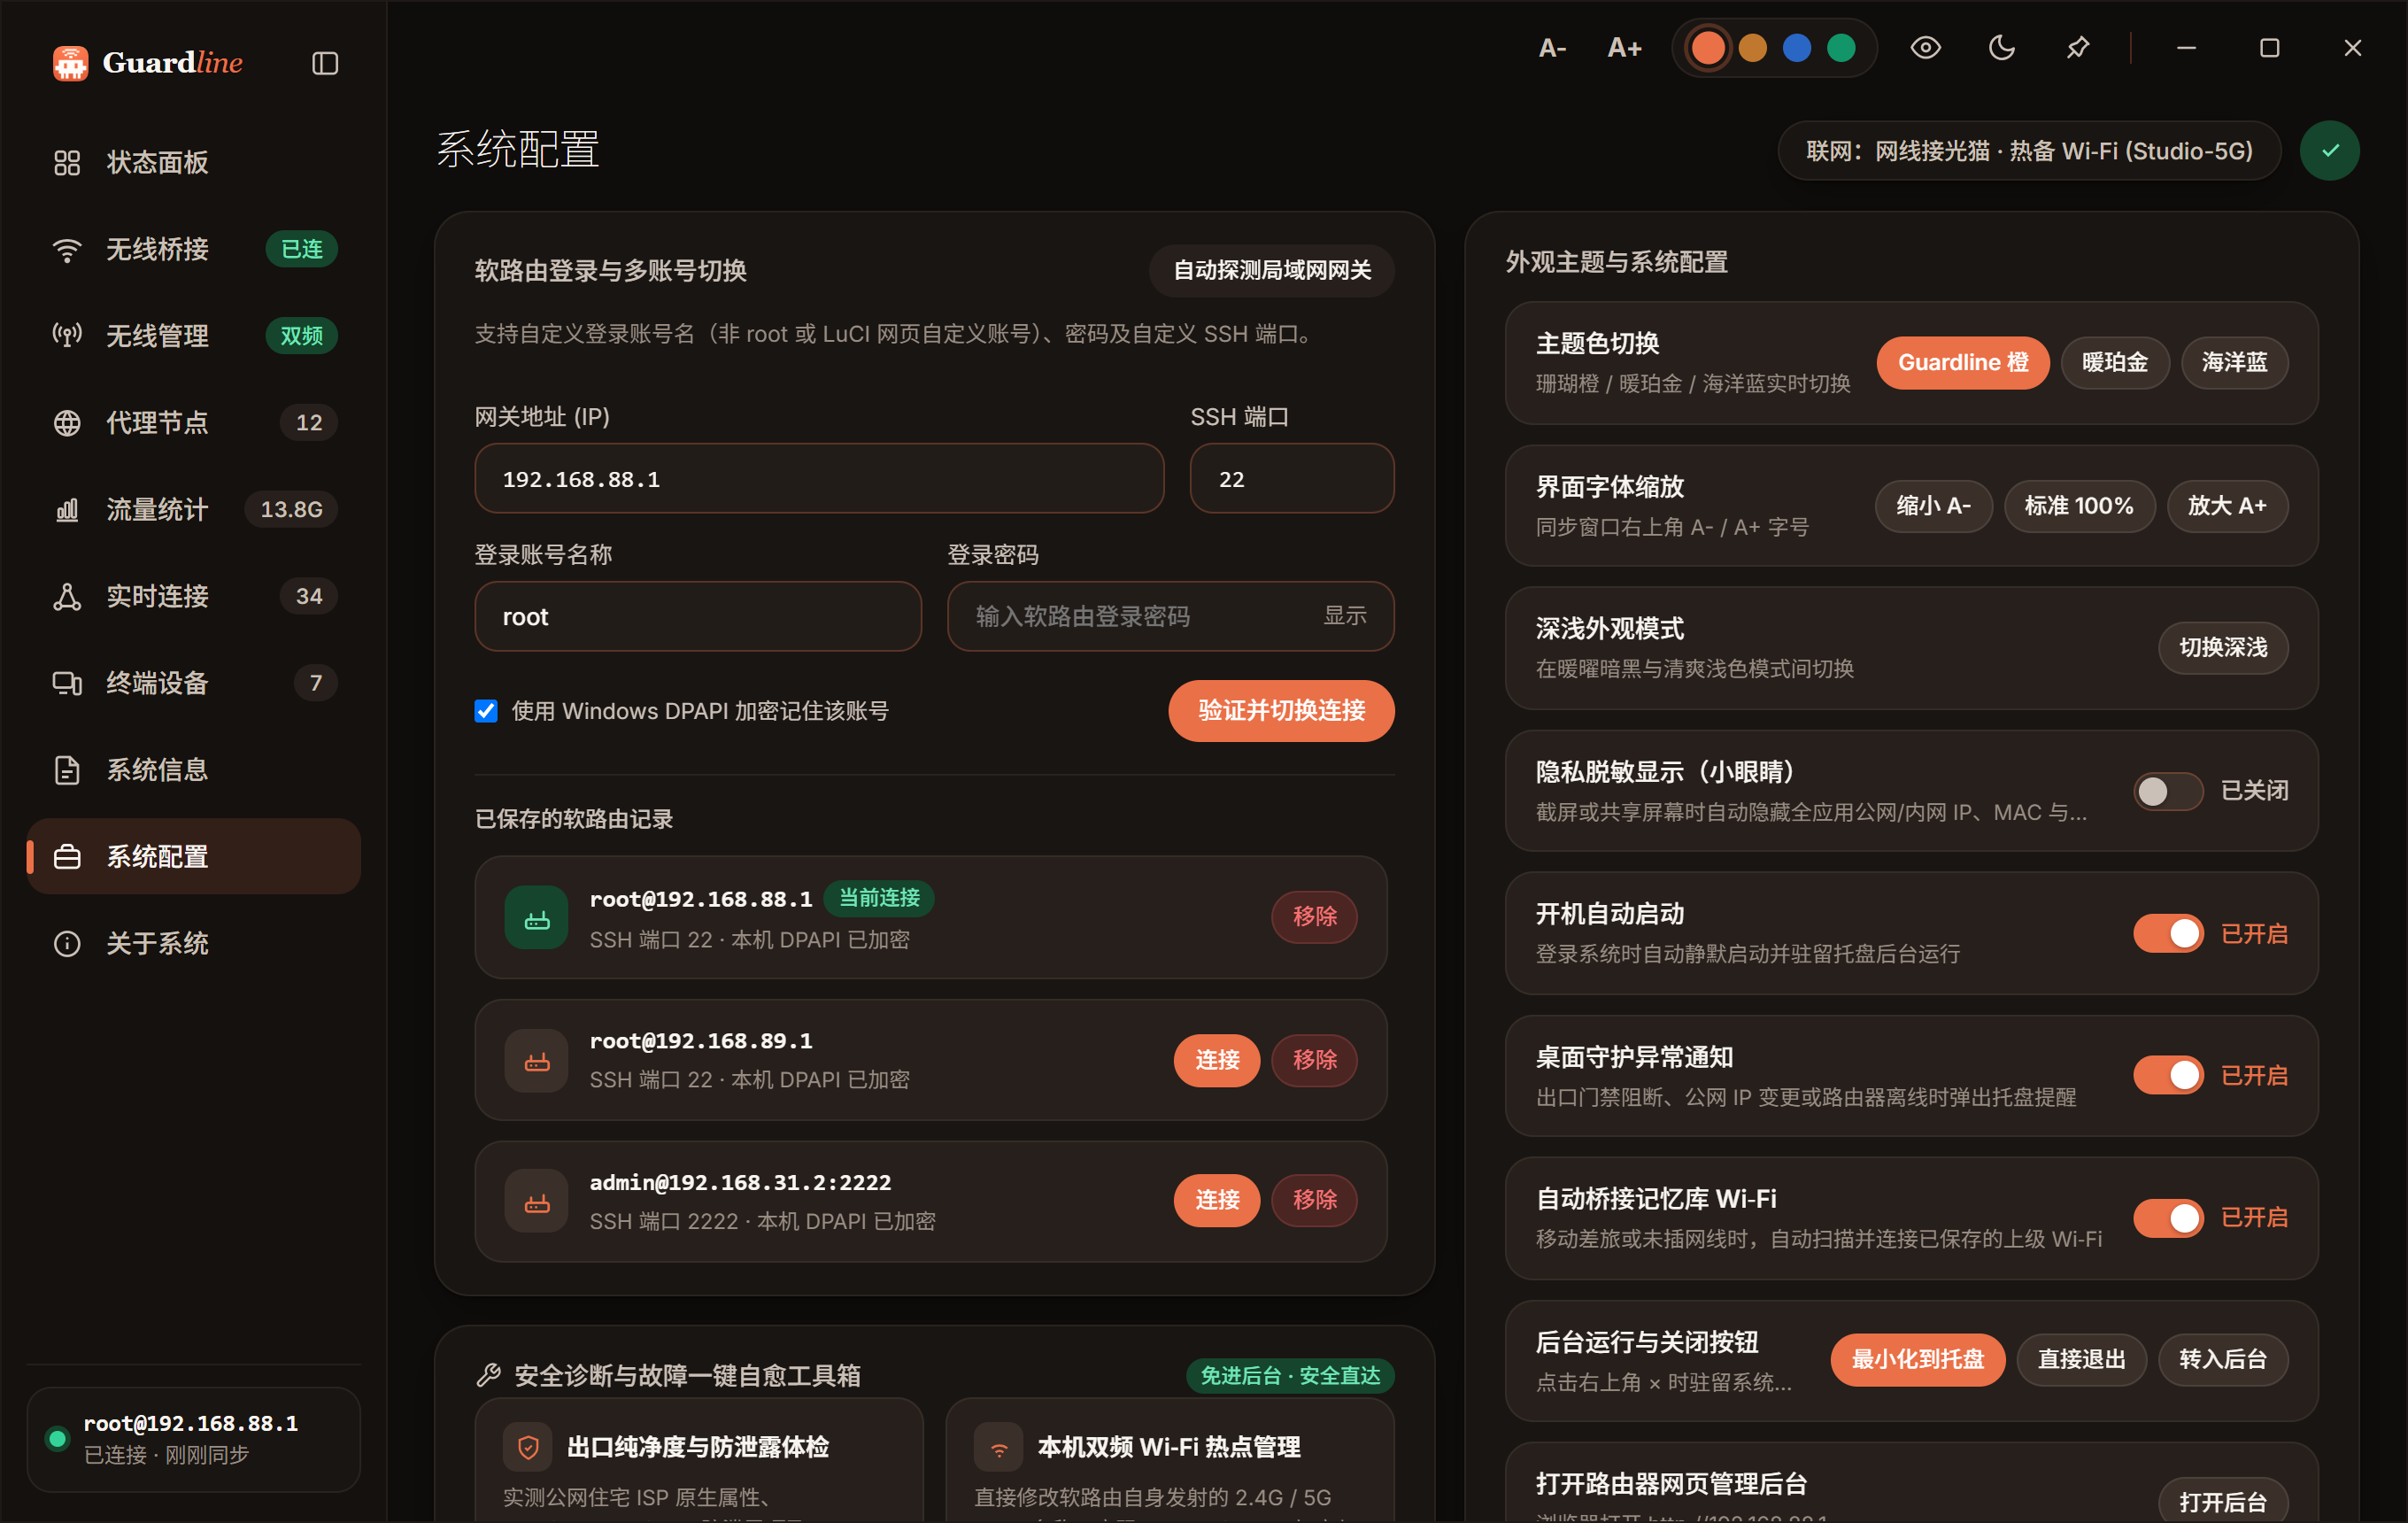 Guardline
A-
A+
状态面板
无线桥接
已连
无线管理
双频
代理节点
12
流量统计
13.8G
实时连接
34
终端设备
7
系统信息
系统配置
关于系统
root@192.168.88.1
已连接 · 刚刚同步
系统配置
联网：网线接光猫 · 热备 Wi-Fi (Studio-5G)
软路由登录与多账号切换
自动探测局域网网关
支持自定义登录账号名（非 root 或 LuCI 网页自定义账号）、密码及自定义 SSH 端口。
网关地址 (IP)
SSH 端口
192.168.88.1
22
登录账号名称
登录密码
root
输入软路由登录密码
显示
使用 Windows DPAPI 加密记住该账号
验证并切换连接
已保存的软路由记录
root@192.168.88.1
当前连接
SSH 端口 22 · 本机 DPAPI 已加密
移除
root@192.168.89.1
SSH 端口 22 · 本机 DPAPI 已加密
连接
移除
admin@192.168.31.2:2222
SSH 端口 2222 · 本机 DPAPI 已加密
连接
移除
安全诊断与故障一键自愈工具箱
免进后台 · 安全直达
出口纯净度与防泄露体检
实测公网住宅 ISP 原生属性、
本机双频 Wi-Fi 热点管理
直接修改软路由自身发射的 2.4G / 5G
外观主题与系统配置
主题色切换
珊瑚橙 / 暖珀金 / 海洋蓝实时切换
Guardline 橙
暖珀金
海洋蓝
界面字体缩放
同步窗口右上角 A- / A+ 字号
缩小 A-
标准 100%
放大 A+
深浅外观模式
在暖曜暗黑与清爽浅色模式间切换
切换深浅
隐私脱敏显示（小眼睛）
截屏或共享屏幕时自动隐藏全应用公网/内网 IP、MAC 与...
已关闭
开机自动启动
登录系统时自动静默启动并驻留托盘后台运行
已开启
桌面守护异常通知
出口门禁阻断、公网 IP 变更或路由器离线时弹出托盘提醒
已开启
自动桥接记忆库 Wi-Fi
移动差旅或未插网线时，自动扫描并连接已保存的上级 Wi-Fi
已开启
后台运行与关闭按钮
点击右上角 × 时驻留系统...
最小化到托盘
直接退出
转入后台
打开路由器网页管理后台
打开后台